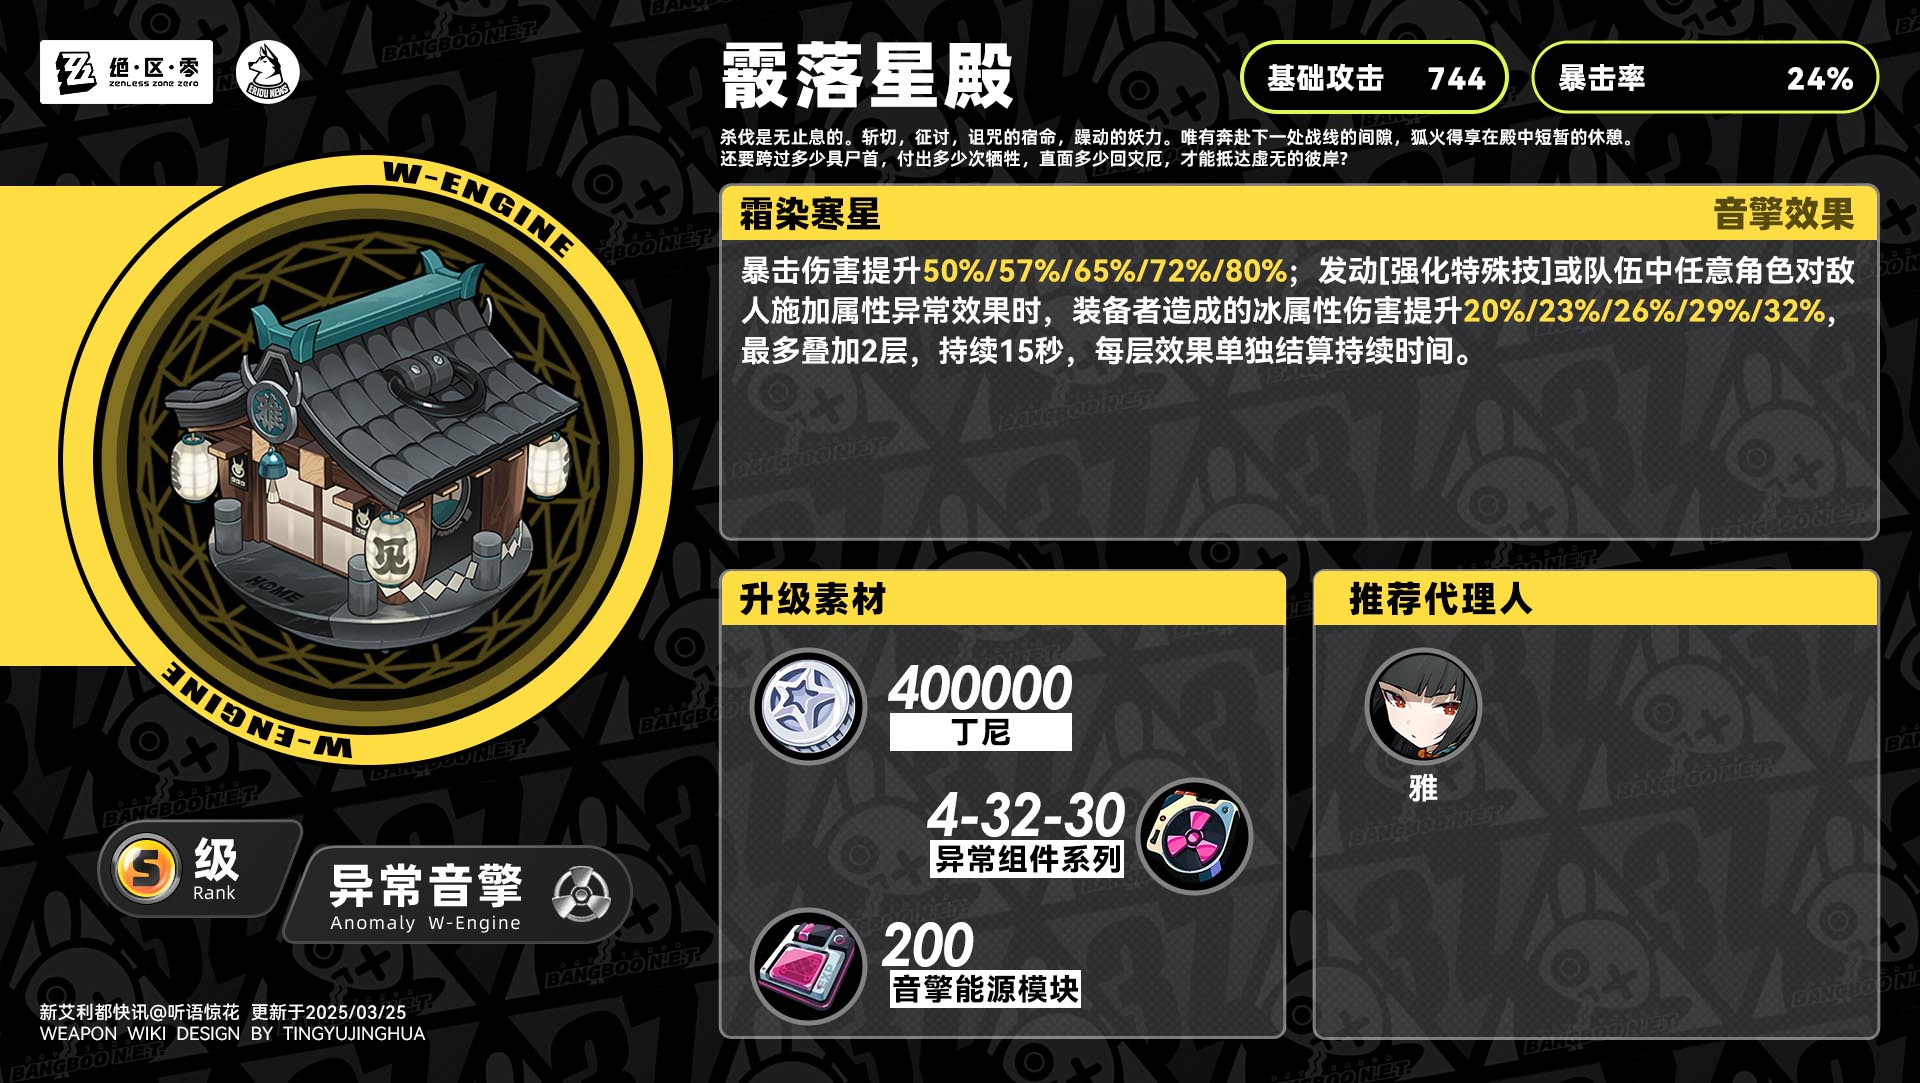 绝·区·零
ZENLESS ZONE ZERO
ERIDU NEWS
霰落星殿
基础攻击 744
暴击率 24%
杀伐是无止息的。斩切，征讨，诅咒的宿命，躁动的妖力。唯有奔赴下一处战线的间隙，狐火得享在殿中短暂的休憩。
还要跨过多少具尸首，付出多少次牺牲，直面多少回灾厄，才能抵达虚无的彼岸？
W-ENGINE
雅
见
HOME
W-ENGINE
霜染寒星
音擎效果
暴击伤害提升50%/57%/65%/72%/80%；发动[强化特殊技]或队伍中任意角色对敌
人施加属性异常效果时，装备者造成的冰属性伤害提升20%/23%/26%/29%/32%，
最多叠加2层，持续15秒，每层效果单独结算持续时间。
升级素材
400000
丁尼
4-32-30
异常组件系列
200
音擎能源模块
推荐代理人
雅
S
级
Rank
异常音擎
Anomaly W-Engine
新艾利都快讯@听语惊花 更新于2025/03/25
WEAPON WIKI DESIGN BY TINGYUJINGHUA
BANGBOO N.E.T.